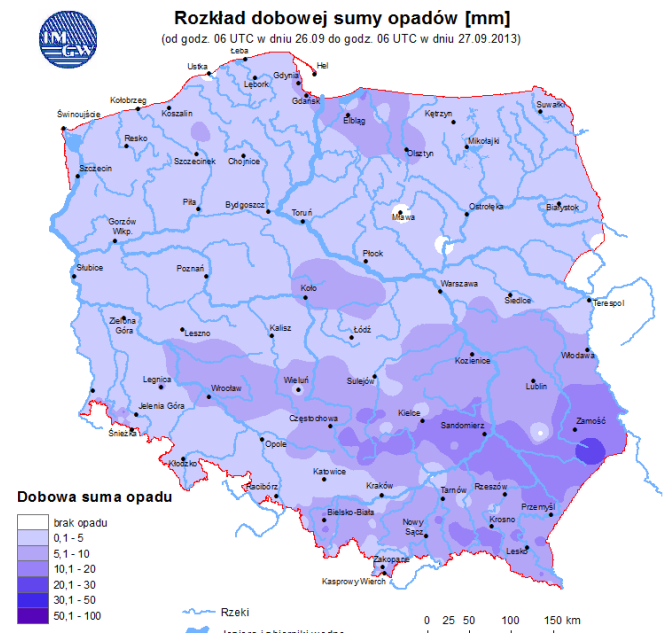 IM
GW
Rozkład dobowej sumy opadów [mm]
(od godz. 06 UTC w dniu 26.09 do godz. 06 UTC w dniu 27.09.2013)
Łeba
Ustka
Hel
Lębork
Gdynia
Gdańsk
Kołobrzeg
Koszalin
Świnoujście
Elbląg
Kętrzyn
Suwałki
Resko
Mikołajki
Olsztyn
Szczecinek
Chojnice
Szczecin
Piła
Bydgoszcz
Toruń
Mława
Ostrołęka
Białystok
Gorzów
Wlkp.
Płock
Słubice
Poznań
Koło
Warszawa
Siedlce
Terespol
Zielona
Góra
Leszno
Kalisz
Łódź
Kozienice
Włodawa
Legnica
Wrocław
Wieluń
Sulejów
Lublin
Jelenia Góra
Częstochowa
Kielce
Sandomierz
Zamość
Śnieżka
Opole
Kłodzko
Katowice
Racibórz
Kraków
Tarnów
Rzeszów
Przemyśl
Bielsko-Biała
Nowy
Sącz
Krosno
Lesko
Zakopane
Kasprowy Wierch
Dobowa suma opadu
brak opadu
0,1 - 5
5,1 - 10
10,1 - 20
20,1 - 30
30,1 - 50
50,1 - 100
Rzeki
0 25 50 100 150 km